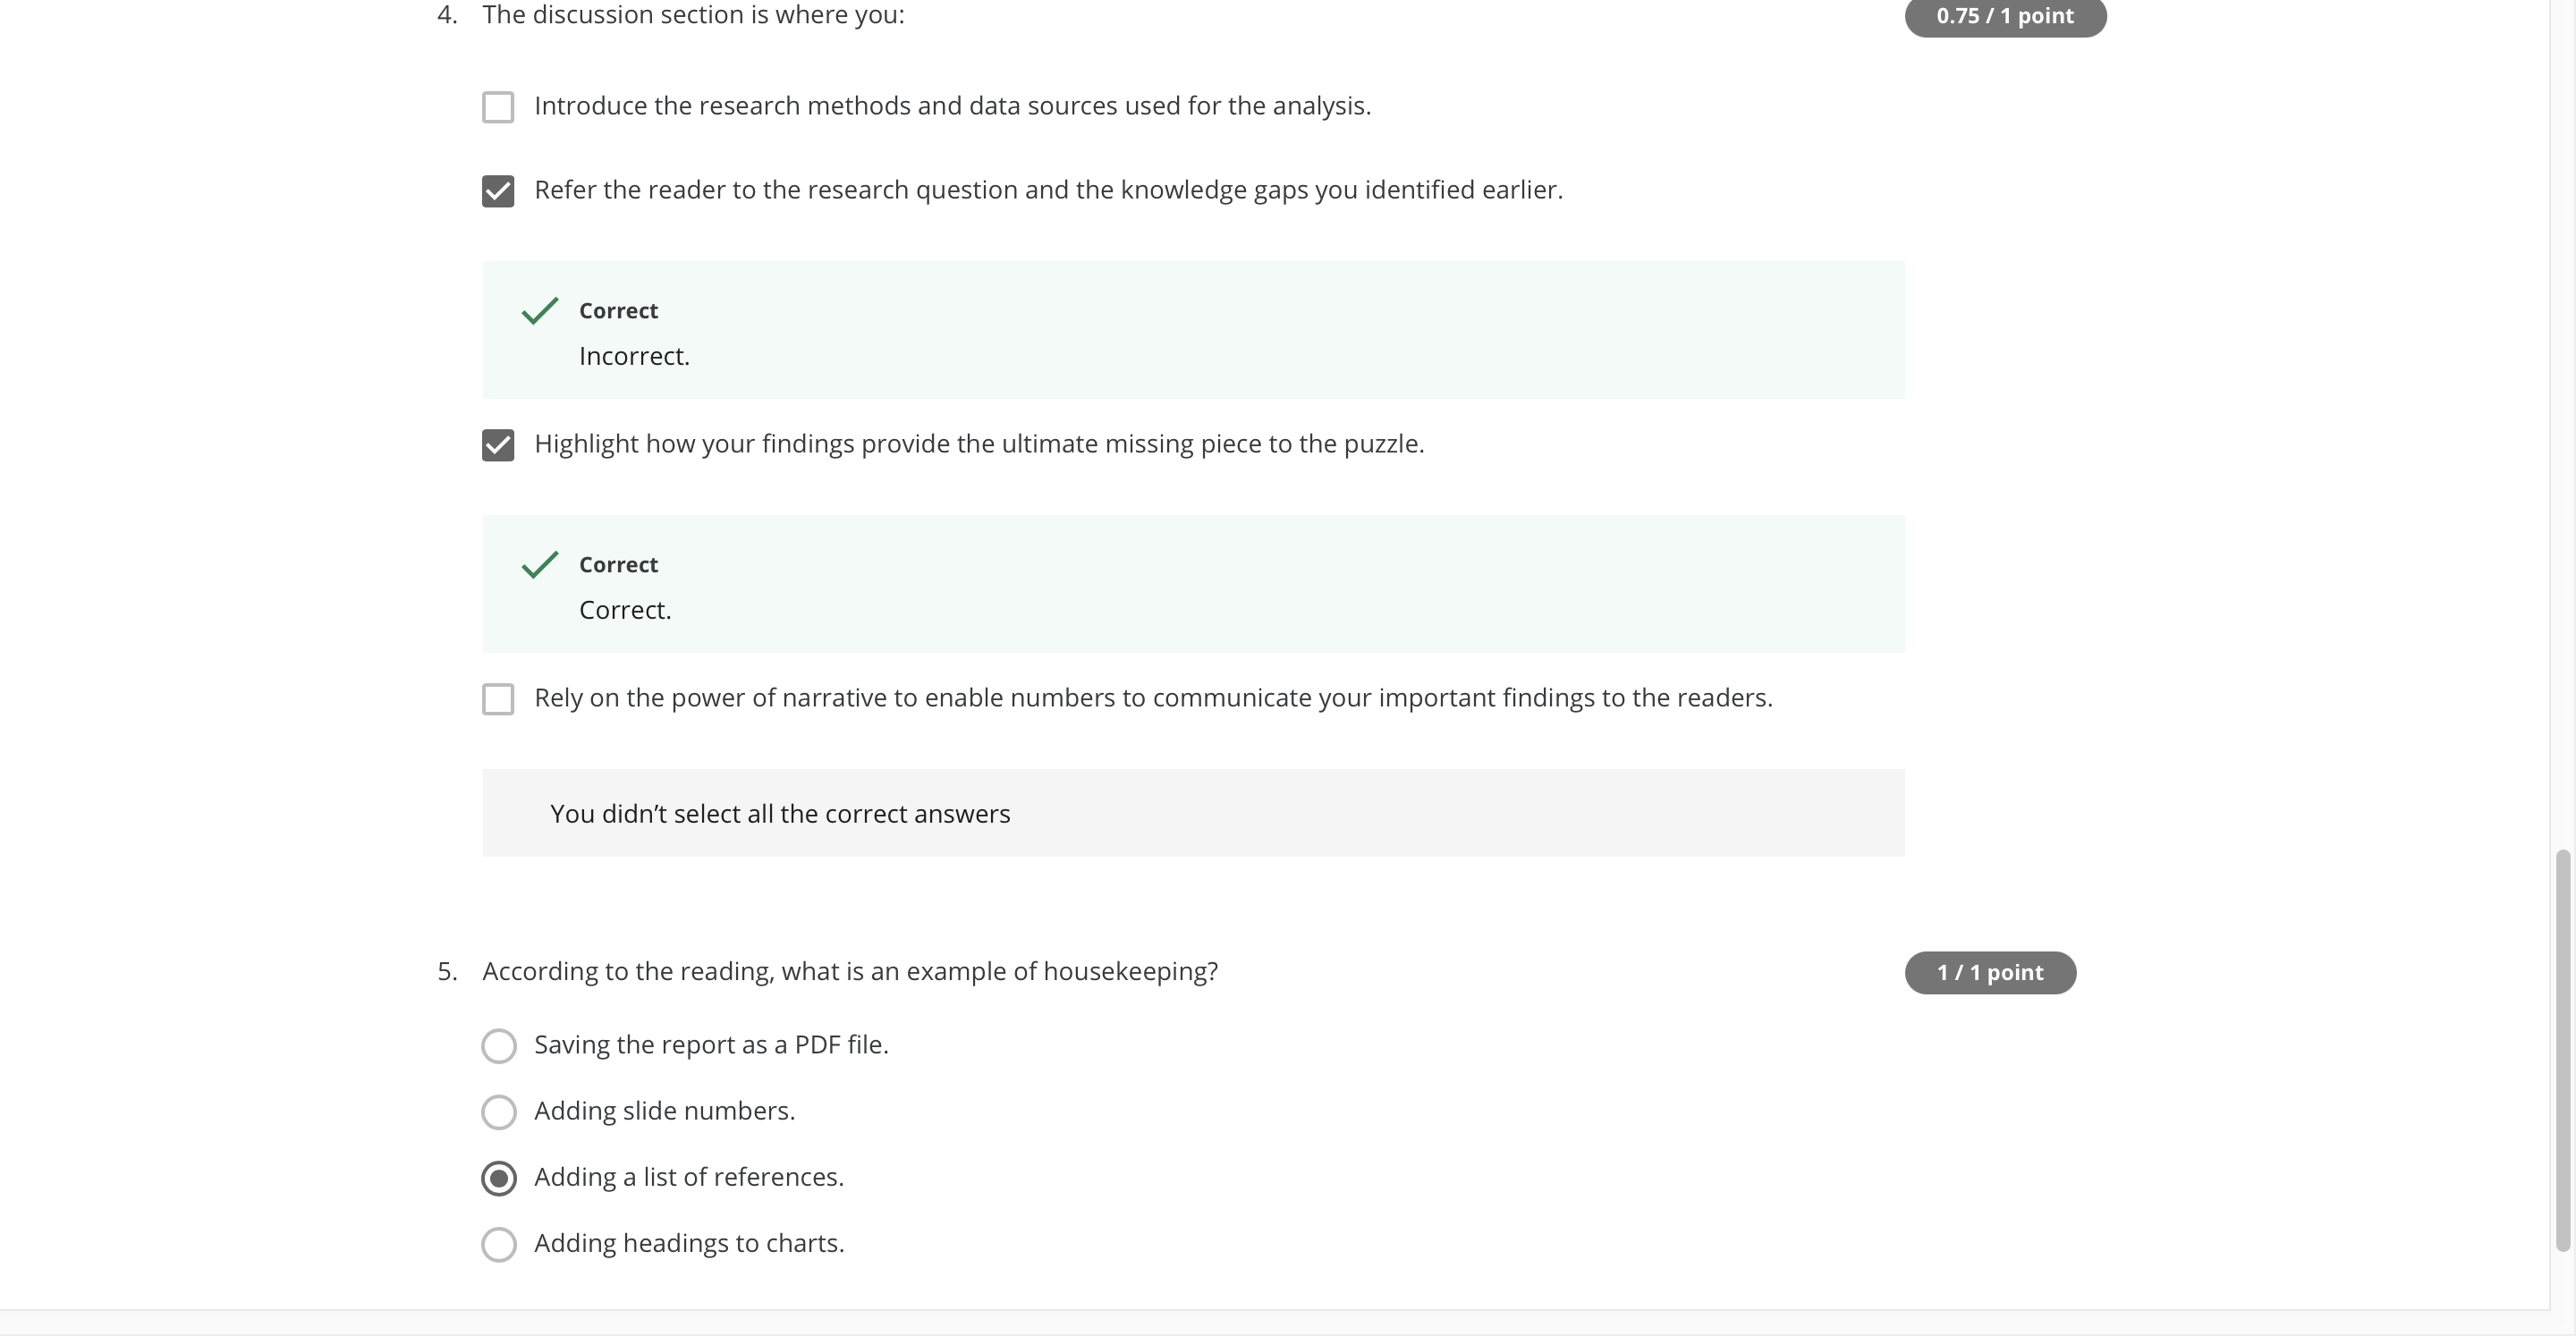 4. The discussion section is where you:
0.75 / 1 point
Introduce the research methods and data sources used for the analysis.
Refer the reader to the research question and the knowledge gaps you identified earlier.
Correct
Incorrect.
Highlight how your findings provide the ultimate missing piece to the puzzle.
Correct
Correct.
Rely on the power of narrative to enable numbers to communicate your important findings to the readers.
You didn’t select all the correct answers
5. According to the reading, what is an example of housekeeping?
1 / 1 point
Saving the report as a PDF file.
Adding slide numbers.
Adding a list of references.
Adding headings to charts.